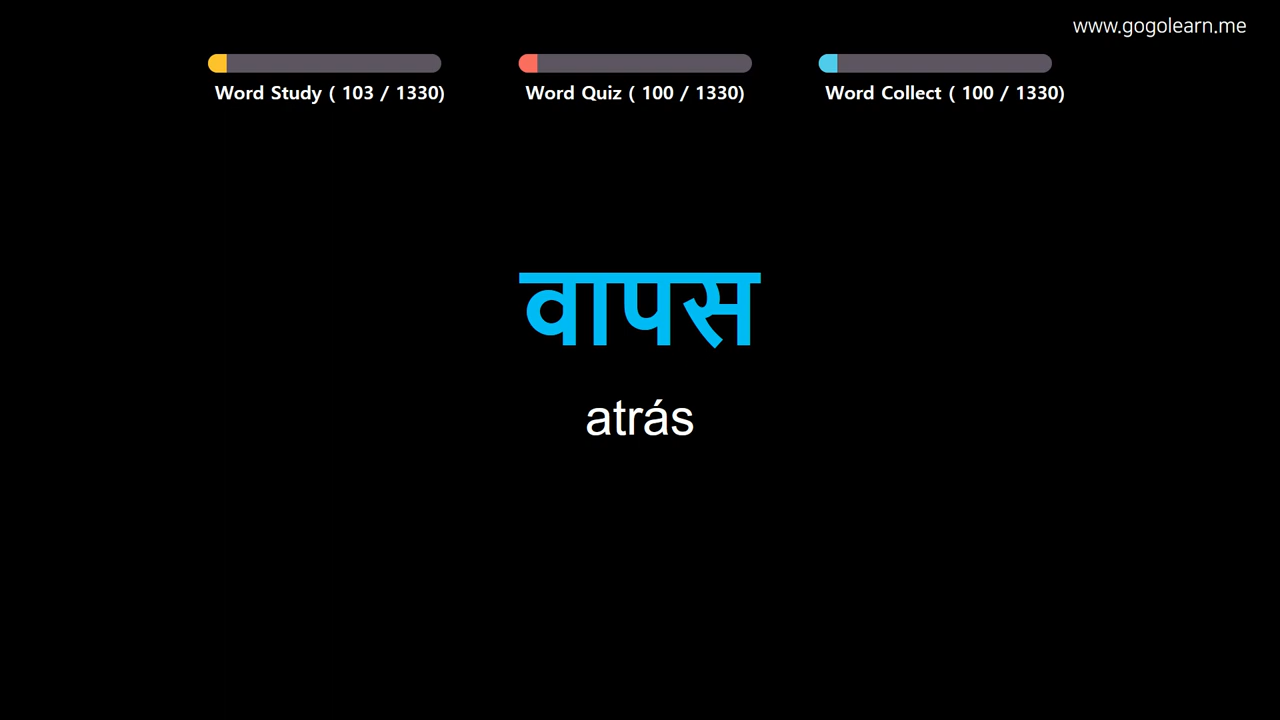 www.gogolearn.me
Word Study ( 103 / 1330)
Word Quiz ( 100 / 1330)
Word Collect ( 100 / 1330)
वापस
atrás